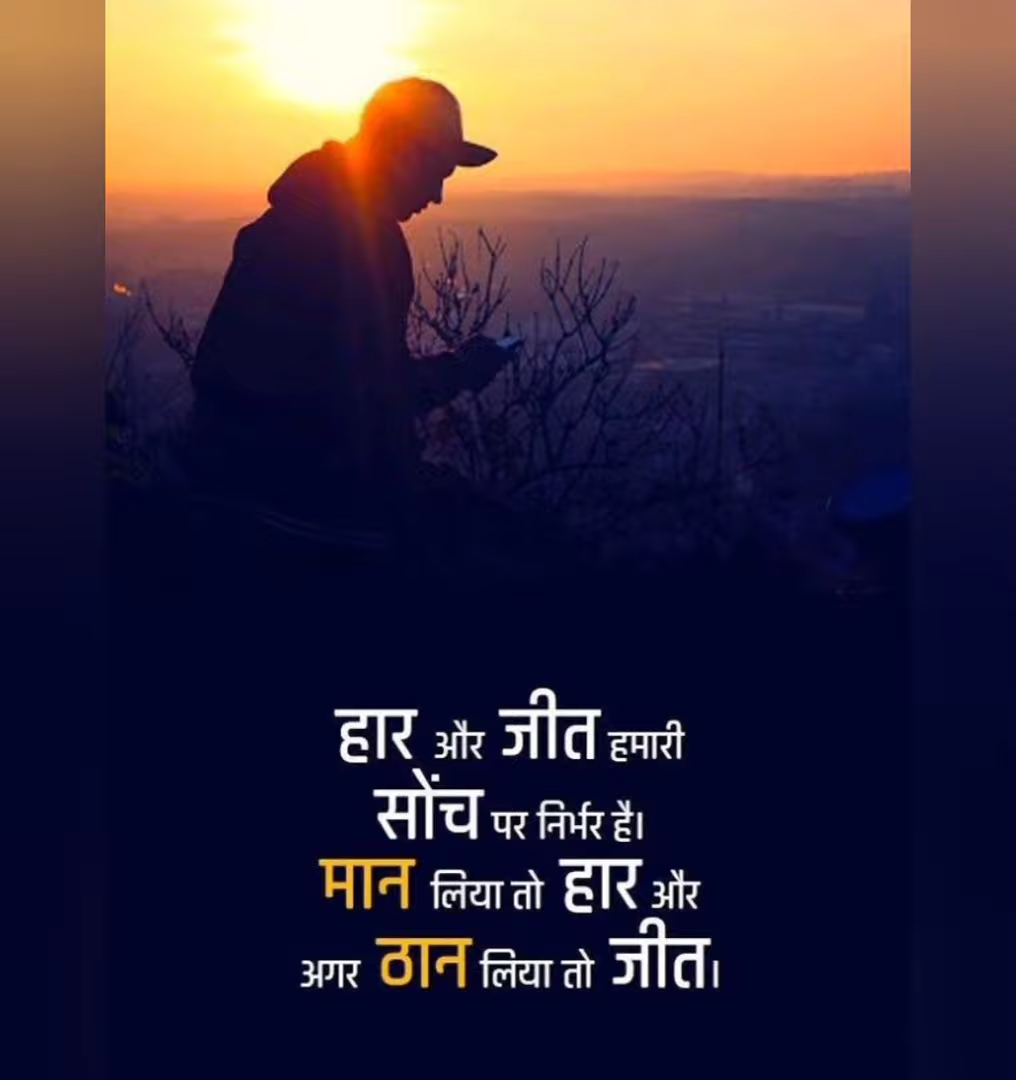 हार और जीत हमारी
सोंच पर निर्भर है।
मान लिया तो हार और
अगर ठान लिया तो जीत।